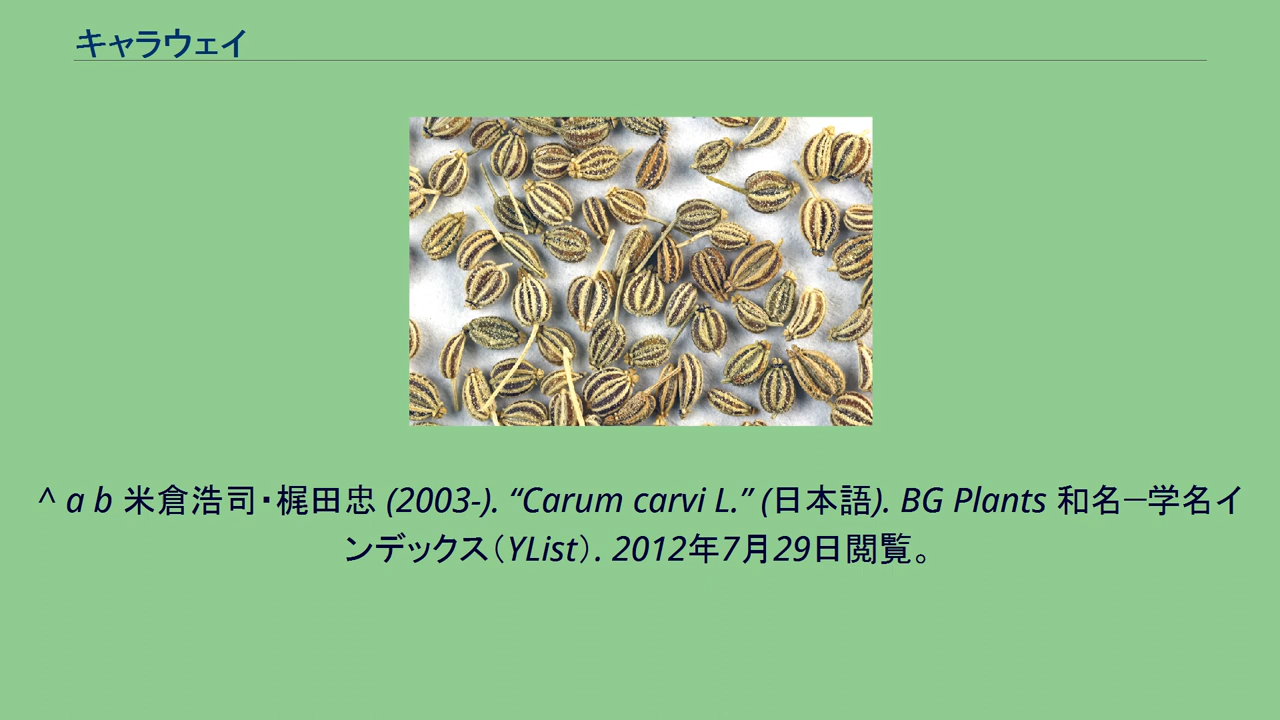 キャラウェイ
^ a b 米倉浩司・梶田忠 (2003-). “Carum carvi L.” (日本語). BG Plants 和名−学名イ
ンデックス（YList）. 2012年7月29日閲覧。